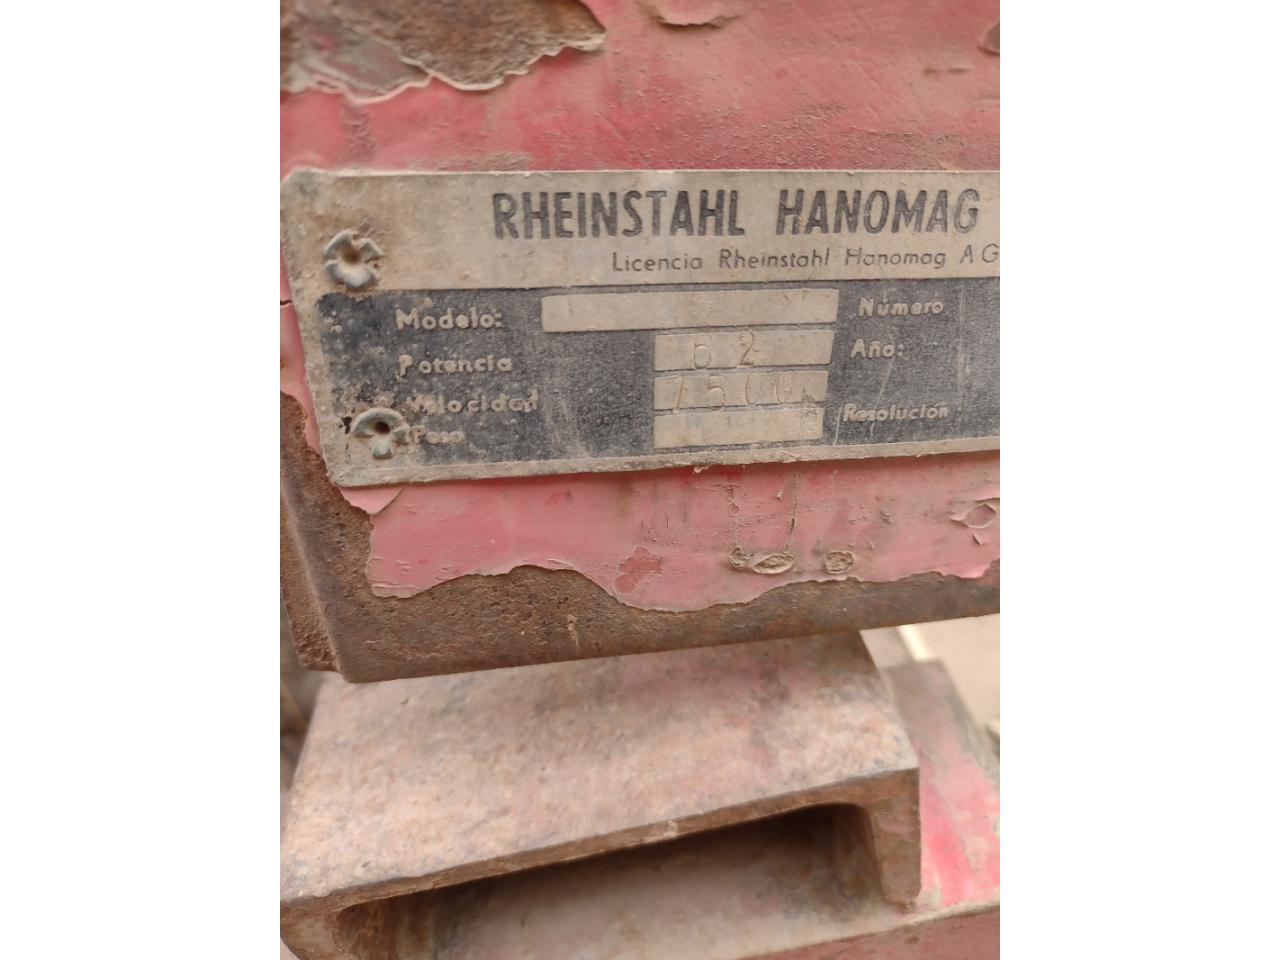 RHEINSTAHL HANOMAG
Licencia Rheinstahl Hanomag A G
Modelo: Número
Potencia 62 Año:
Velocidad 1500
Peso Resolución